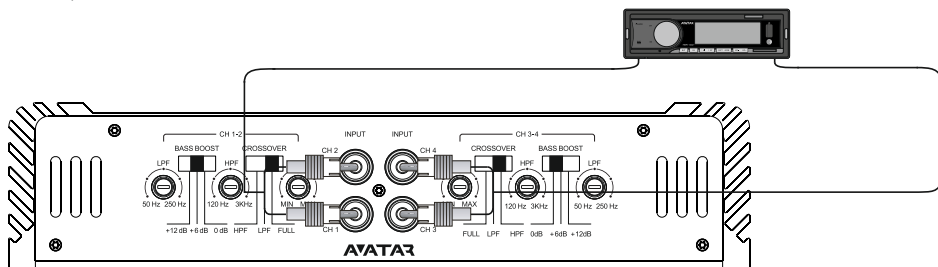 AVATAR
CH 1-2 INPUT INPUT CH 3-4
BASS BOOST CROSSOVER CH 2 CH 4 CROSSOVER BASS BOOST
LPF HPF HPF LPF
50 Hz 250 Hz 120 Hz 3KHz MIN MAX 120 Hz 3KHz 50 Hz 250 Hz
+12 dB +6 dB 0 dB HPF LPF FULL CH 1 CH 3 FULL LPF HPF 0dB +6dB +12dB
AVATAR